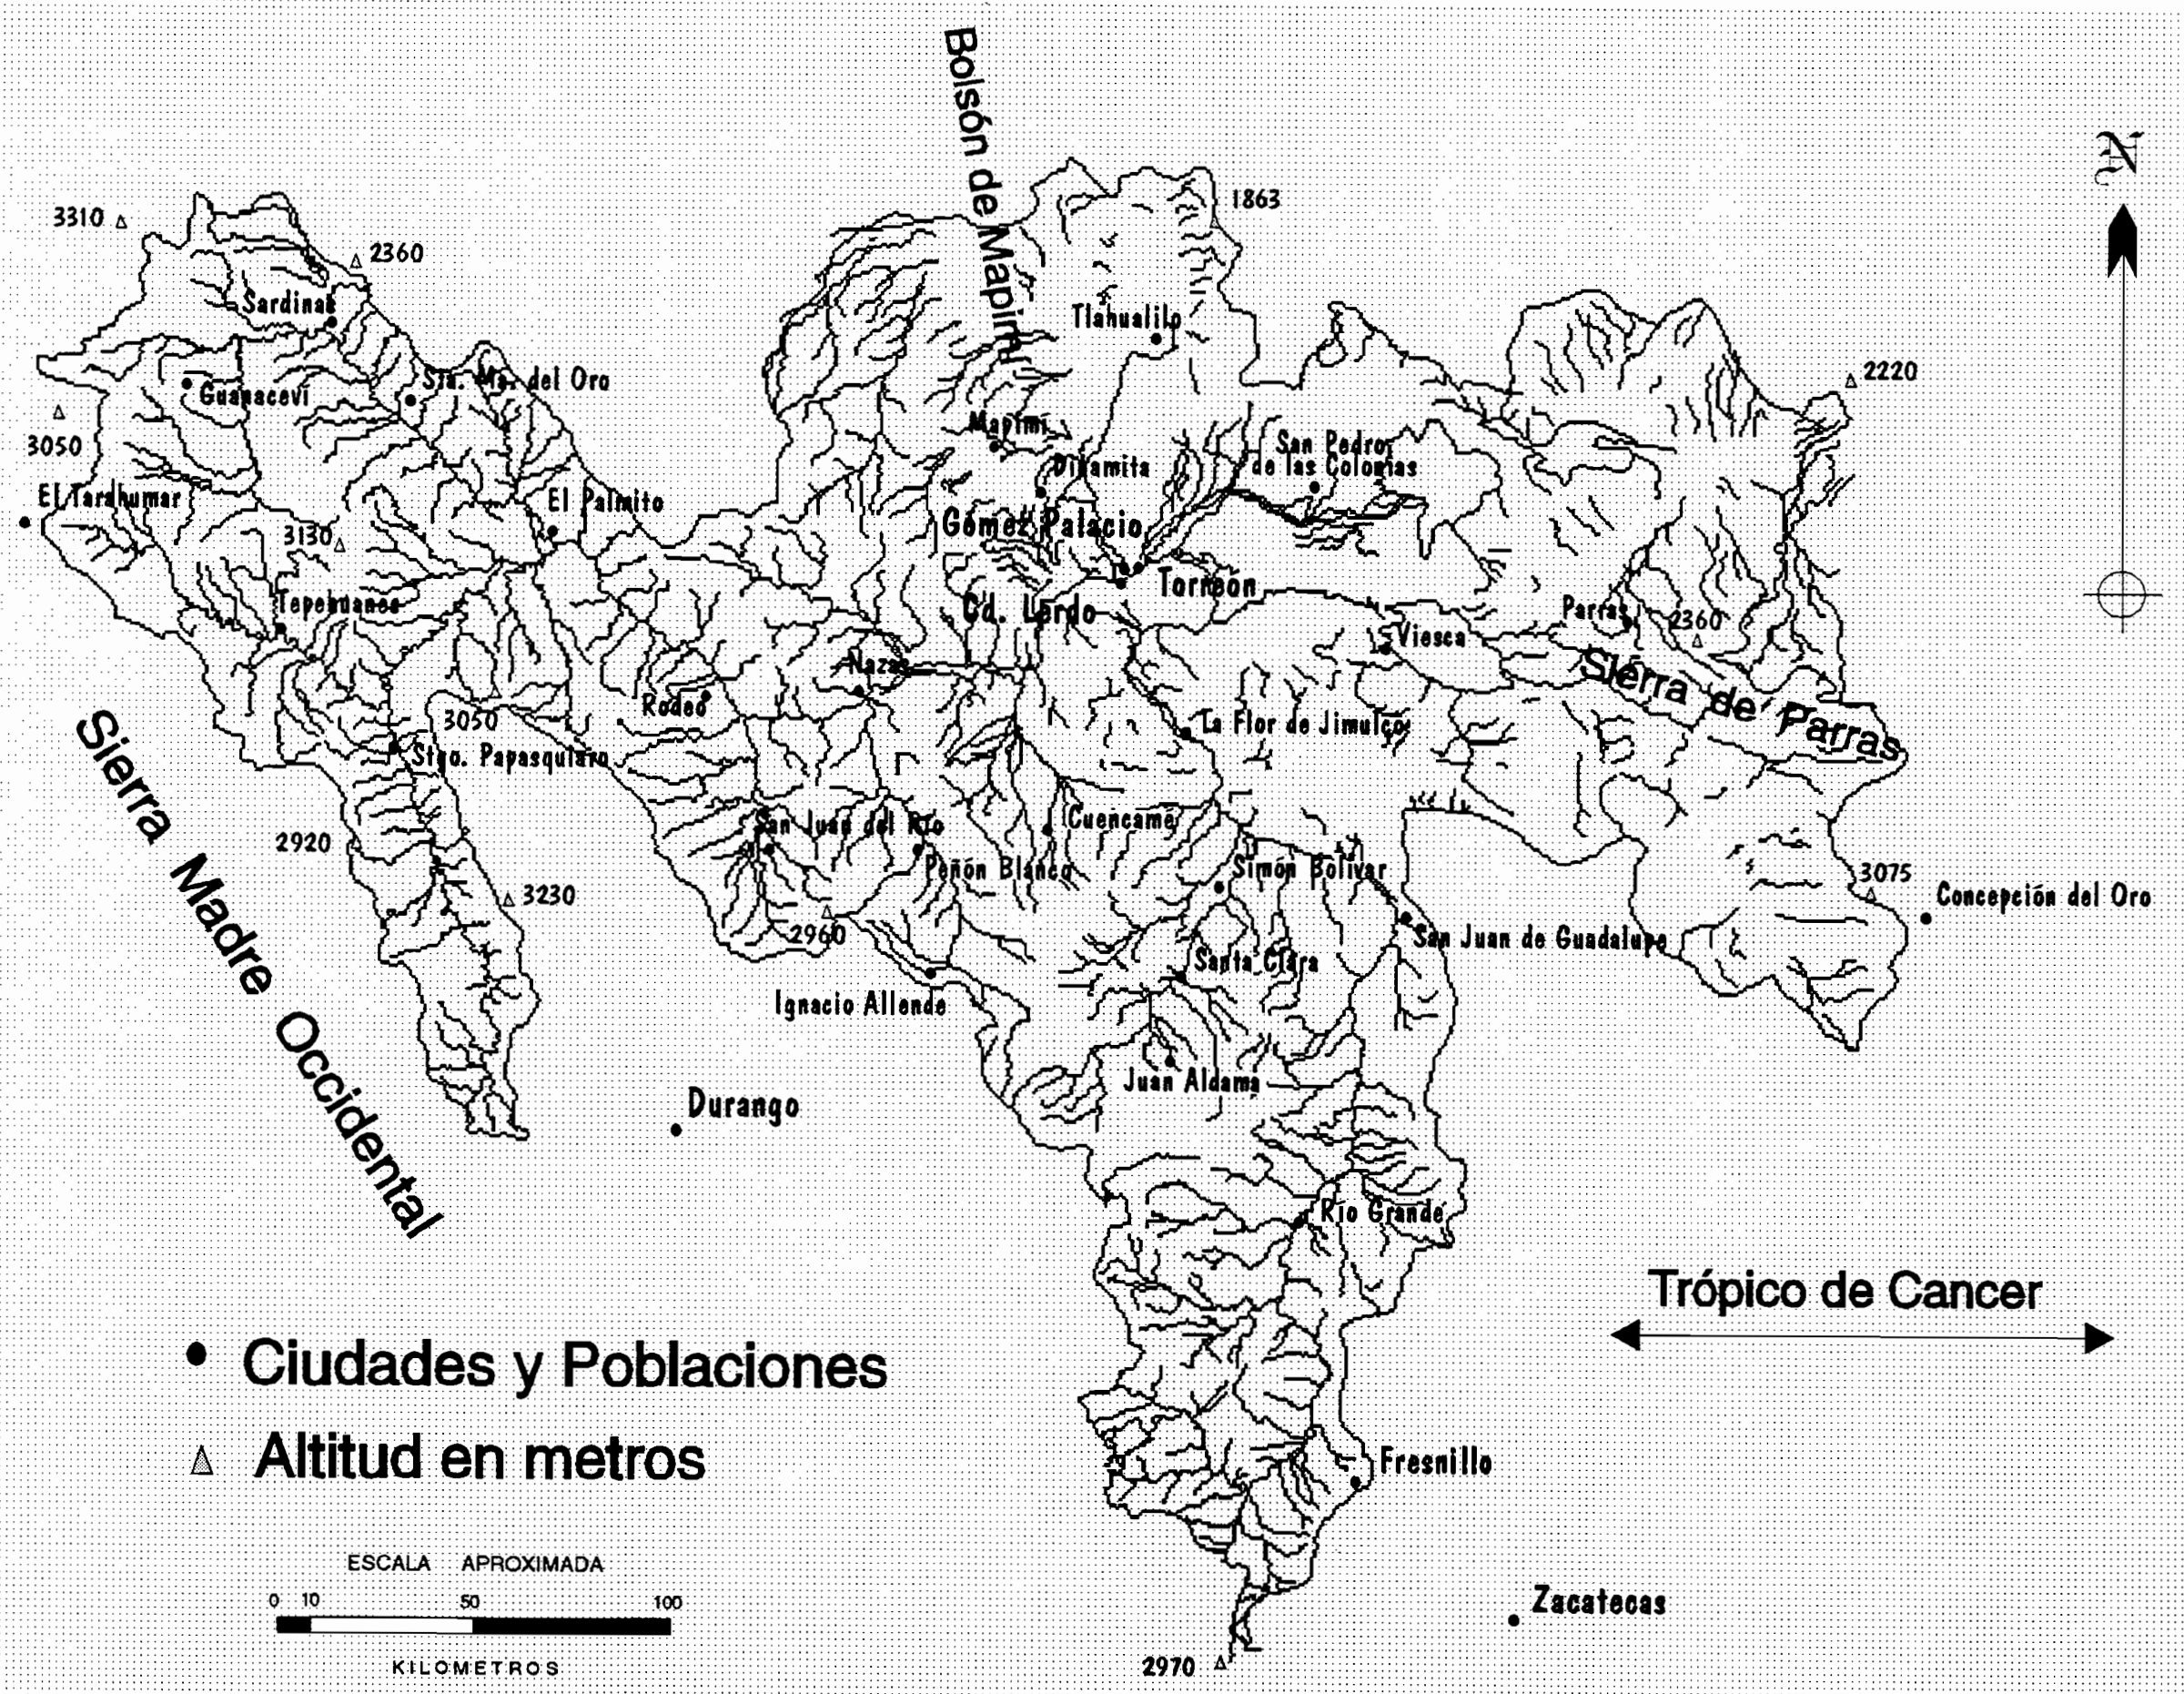 Bolsón de Mapimí
N
3310
1863
2360
Sardinas
Tlahualilo
2220
Sta. Ma. del Oro
Guanaceví
3050
Mapimí
San Pedro
de las Colonias
Dinamita
El Tarahumar
El Palmito
3130
Gómez Palacio
Torreón
Tepehuanes
Cd. Lerdo
Parras
2360
Viesca
Nazas
Sierra de Parras
Rodeo
3050
La Flor de Jimulco
Stgo. Papasquiaro
Sierra Madre Occidental
Cuencamé
San Juan del Río
2920
Peñón Blanco
Simón Bolívar
3075
3230
Concepción del Oro
2960
San Juan de Guadalupe
Santa Clara
Ignacio Allende
Juan Aldama
Durango
Río Grande
Trópico de Cancer
Ciudades y Poblaciones
Altitud en metros
Fresnillo
ESCALA APROXIMADA
0 10 50 100
KILOMETROS
Zacatecas
2970